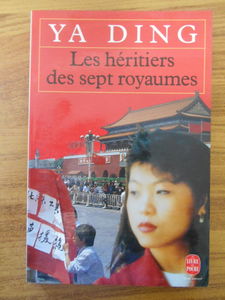 YA DING
Les héritiers
des sept royaumes
LE LIVRE
DE POCHE